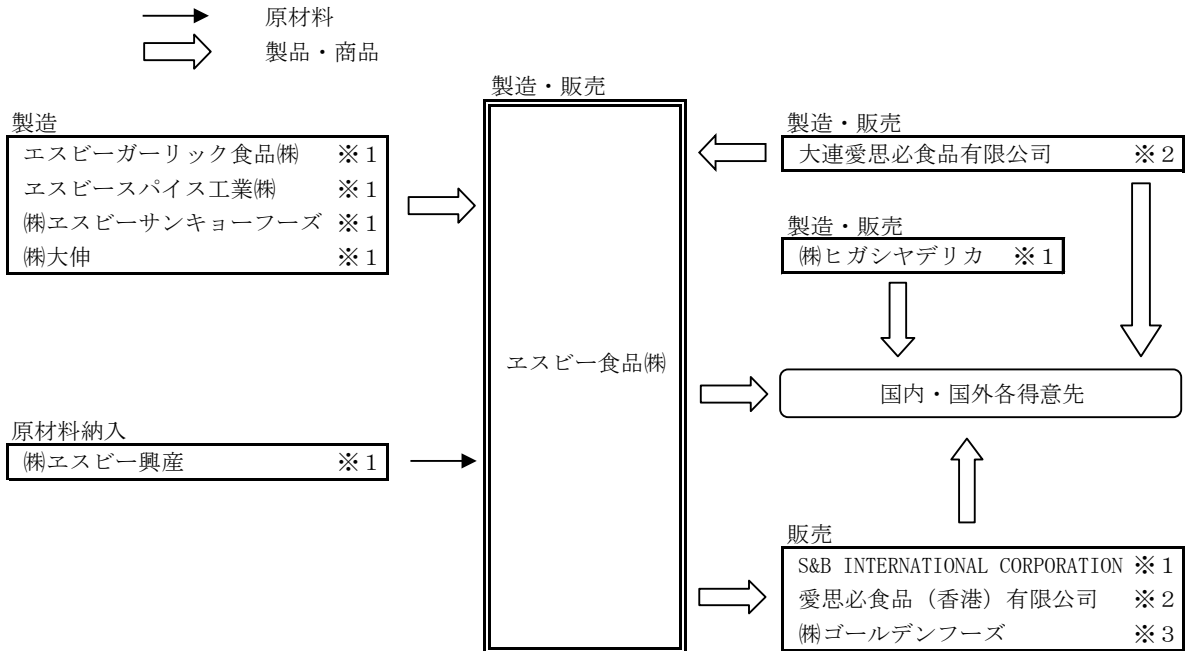 原材料
製品・商品
製造・販売
製造
エスビーガーリック食品㈱ ※1
ヱスビースパイス工業㈱ ※1
㈱ヱスビーサンキョーフーズ ※1
㈱大伸 ※1
原材料納入
㈱ヱスビー興産 ※1
ヱスビー食品㈱
製造・販売
大連愛思必食品有限公司 ※2
製造・販売
㈱ヒガシヤデリカ ※1
国内・国外各得意先
販売
S&B INTERNATIONAL CORPORATION ※1
愛思必食品（香港）有限公司 ※2
㈱ゴールデンフーズ ※3